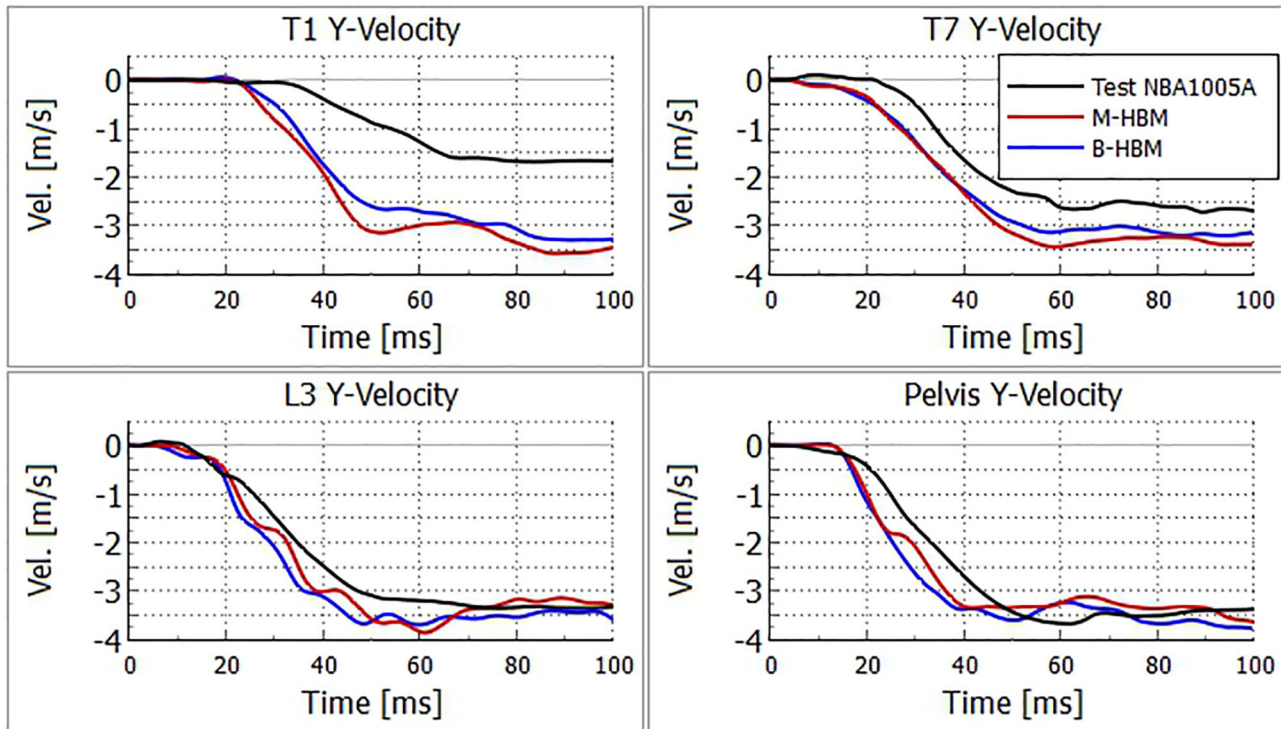 T1 Y-Velocity
Vel. [m/s]
0
-1
-2
-3
-4
0 20 40 60 80 100
Time [ms]
T7 Y-Velocity
Test NBA1005A
M-HBM
B-HBM
Vel. [m/s]
0
-1
-2
-3
-4
0 20 40 60 80 100
Time [ms]
L3 Y-Velocity
Vel. [m/s]
0
-1
-2
-3
-4
0 20 40 60 80 100
Time [ms]
Pelvis Y-Velocity
Vel. [m/s]
0
-1
-2
-3
-4
0 20 40 60 80 100
Time [ms]